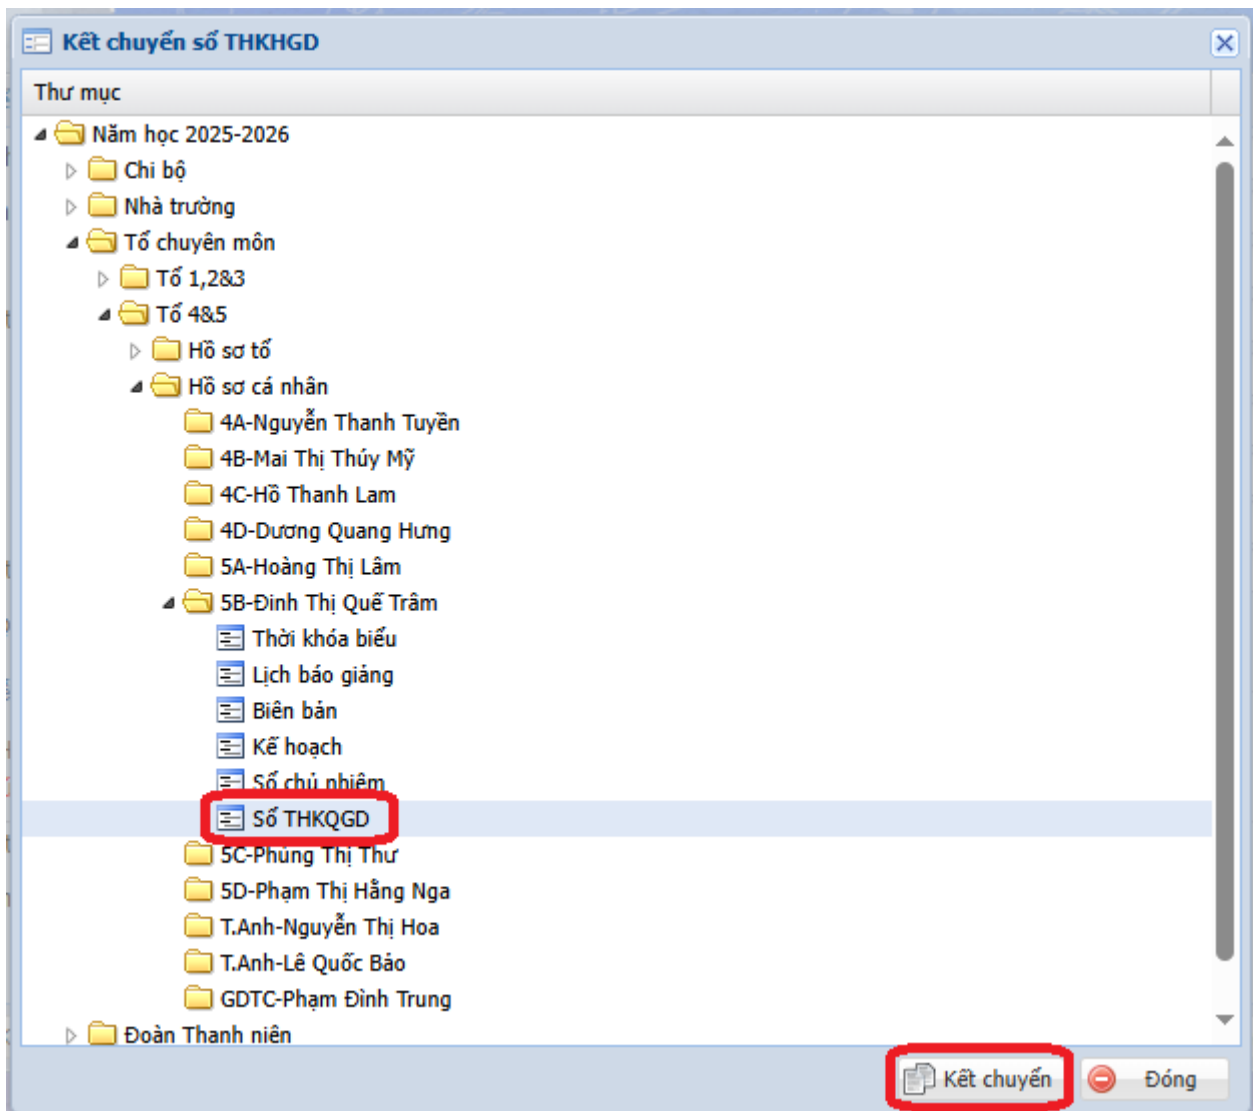 Kết chuyển sổ THKHGD
Thư mục
Năm học 2025-2026
Chi bộ
Nhà trường
Tổ chuyên môn
Tổ 1,2&3
Tổ 4&5
Hồ sơ tổ
Hồ sơ cá nhân
4A-Nguyễn Thanh Tuyền
4B-Mai Thị Thúy Mỹ
4C-Hồ Thanh Lam
4D-Dương Quang Hưng
5A-Hoàng Thị Lâm
5B-Đinh Thị Quế Trâm
Thời khóa biểu
Lịch báo giảng
Biên bản
Kế hoạch
Sổ chủ nhiệm
Sổ THKQGD
5C-Phùng Thị Thư
5D-Phạm Thị Hằng Nga
T.Anh-Nguyễn Thị Hoa
T.Anh-Lê Quốc Bảo
GDTC-Phạm Đình Trung
Đoàn Thanh niên
Kết chuyển Đóng